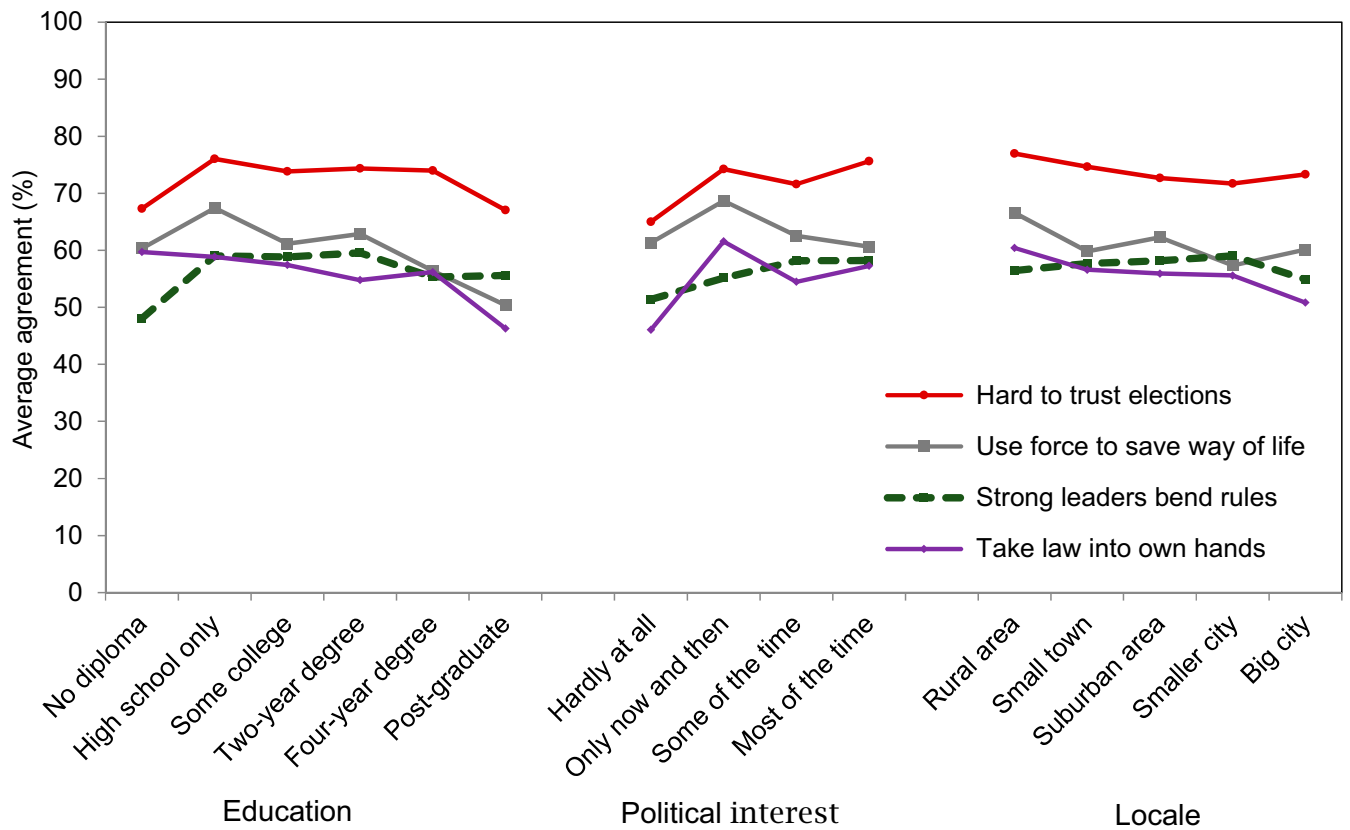 100
90
80
70
60
50
40
30
20
10
0
Average agreement (%)
Hard to trust elections
Use force to save way of life
Strong leaders bend rules
Take law into own hands
No diploma
High school only
Some college
Two-year degree
Four-year degree
Post-graduate
Hardly at all
Only now and then
Some of the time
Most of the time
Rural area
Small town
Suburban area
Smaller city
Big city
Education
Political interest
Locale